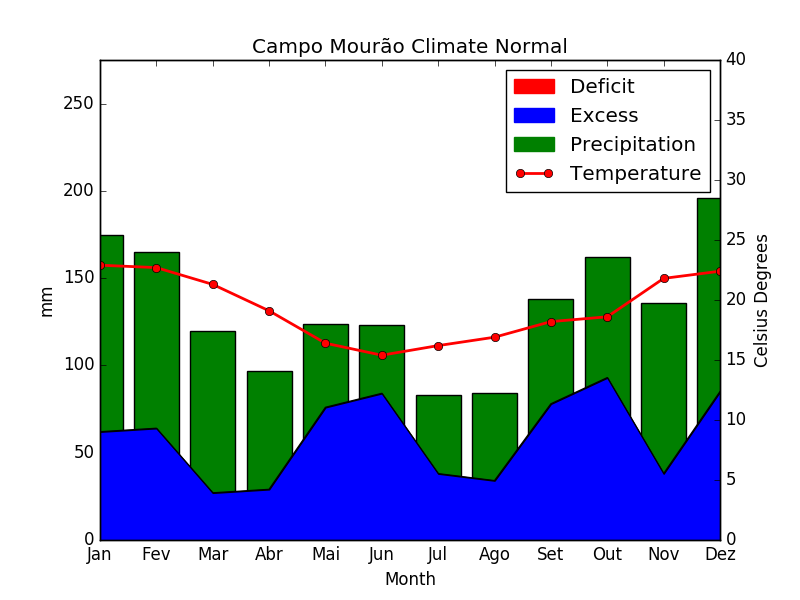 Campo Mourão Climate Normal
Deficit
Excess
Precipitation
Temperature
mm
250
200
150
100
50
0
40
35
30
25
20
15
10
5
0
Celsius Degrees
Jan Fev Mar Abr Mai Jun Jul Ago Set Out Nov Dez
Month